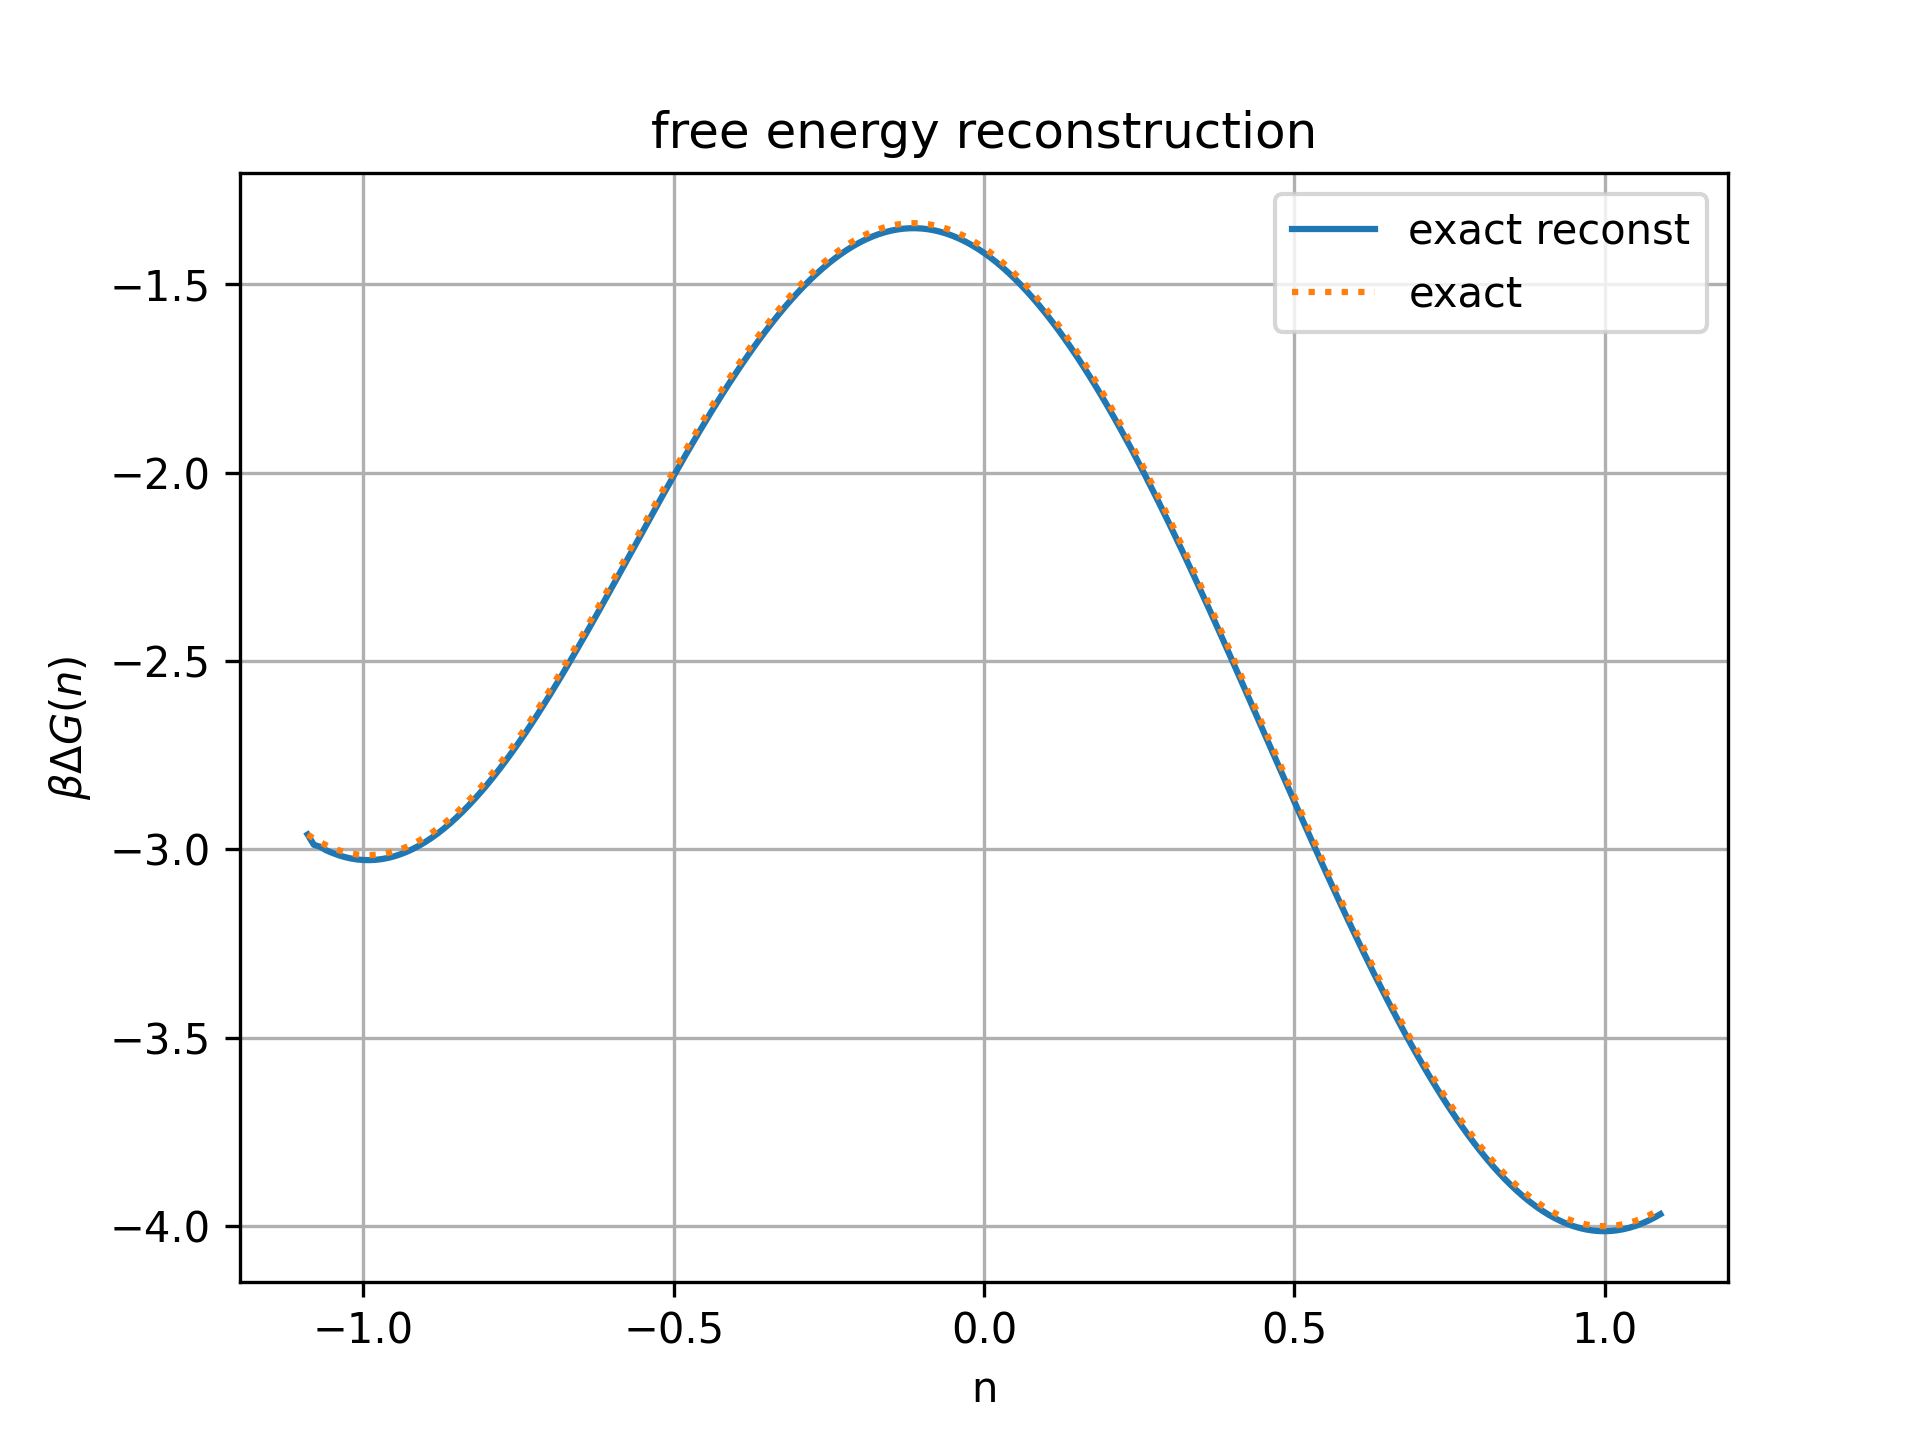 free energy reconstruction
exact reconst
exact
βΔG(n)
−1.5
−2.0
−2.5
−3.0
−3.5
−4.0
−1.0 −0.5 0.0 0.5 1.0
n